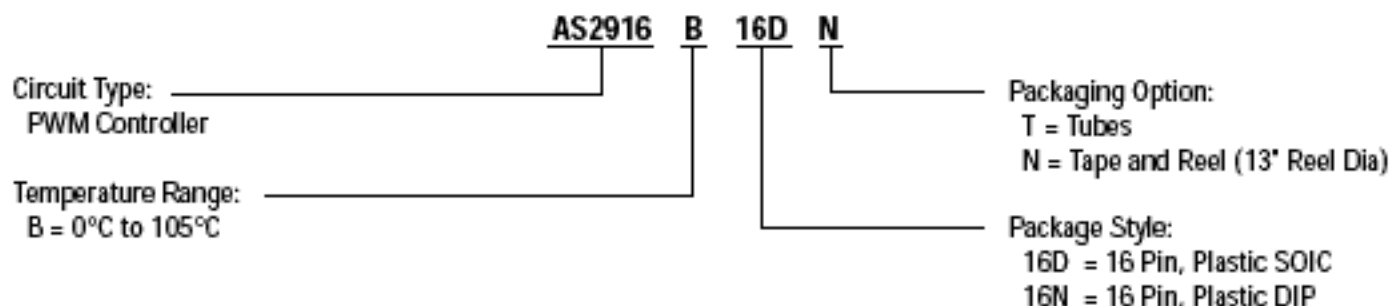 AS2916 B 16D N
Circuit Type:
PWM Controller
Temperature Range:
B = 0°C to 105°C
Packaging Option:
T = Tubes
N = Tape and Reel (13" Reel Dia)
Package Style:
16D = 16 Pin, Plastic SOIC
16N = 16 Pin, Plastic DIP